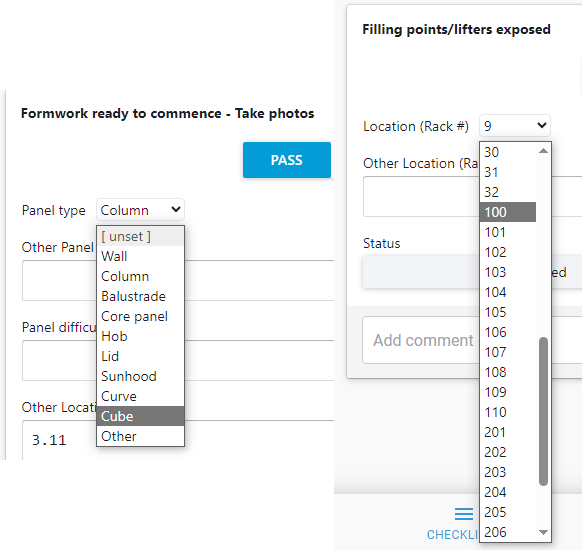 Formwork ready to commence - Take photos
PASS
Panel type Column
[ unset ]
Wall
Other Panel
Column
Balustrade
Core panel
Panel difficu
Hob
Lid
Sunhood
Curve
Other Locati
Cube
Other
3.11
Filling points/lifters exposed
Location (Rack #) 9
Other Location (Ra
30
31
32
100
101
102
103
104
105
106
107
108
109
110
201
202
203
204
205
206
Status
ed
Add comment
CHECKLI